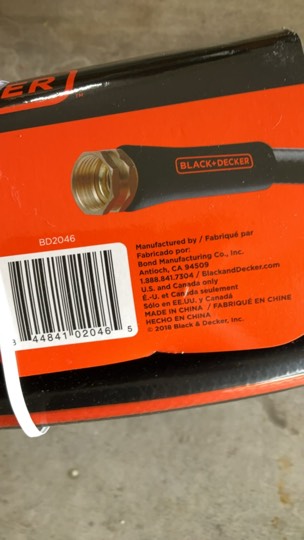 ER
TM
BLACK+DECKER
BD2046
Manufactured by / Fabriqué par
Fabricado por:
Bond Manufacturing Co., Inc.
Antioch, CA 94509
1.888.841.7304 / BlackandDecker.com
U.S. and Canada only
É.-U. et Canada seulement
Sólo en EE.UU. y Canadá
MADE IN CHINA / FABRIQUÉ EN CHINE
HECHO EN CHINA
© 2018 Black & Decker, Inc.
44841 02046 5